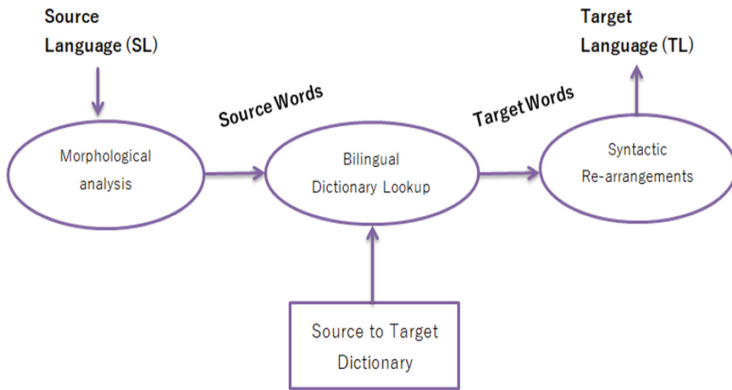 Source
Language (SL)
Target
Language (TL)
Source Words
Target Words
Morphological
analysis
Bilingual
Dictionary Lookup
Syntactic
Re-arrangements
Source to Target
Dictionary